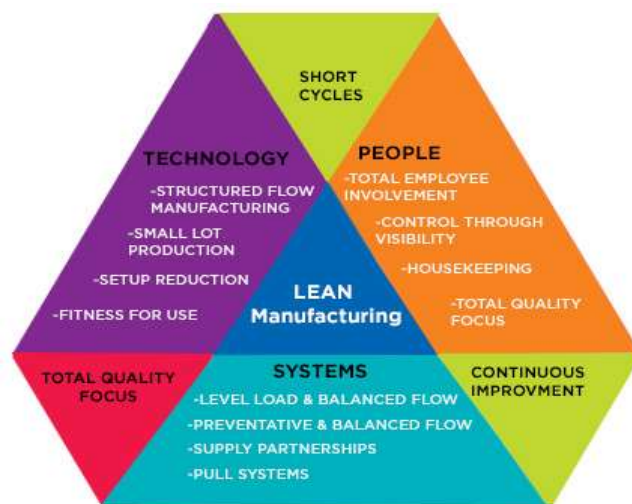 SHORT
CYCLES
TECHNOLOGY
-STRUCTURED FLOW
MANUFACTURING
-SMALL LOT
PRODUCTION
-SETUP REDUCTION
-FITNESS FOR USE
PEOPLE
-TOTAL EMPLOYEE
INVOLVEMENT
-CONTROL THROUGH
VISIBILITY
-HOUSEKEEPING
-TOTAL QUALITY
FOCUS
LEAN
Manufacturing
TOTAL QUALITY
FOCUS
SYSTEMS
-LEVEL LOAD & BALANCED FLOW
-PREVENTATIVE & BALANCED FLOW
-SUPPLY PARTNERSHIPS
-PULL SYSTEMS
CONTINUOUS
IMPROVMENT